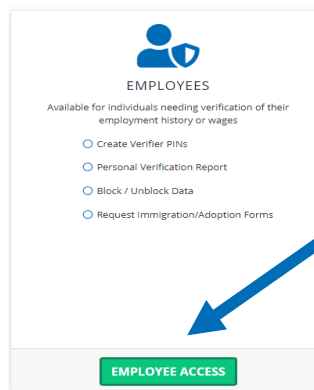 EMPLOYEES
Available for individuals needing verification of their
employment history or wages
Create Verifier PINs
Personal Verification Report
Block / Unblock Data
Request Immigration/Adoption Forms
EMPLOYEE ACCESS